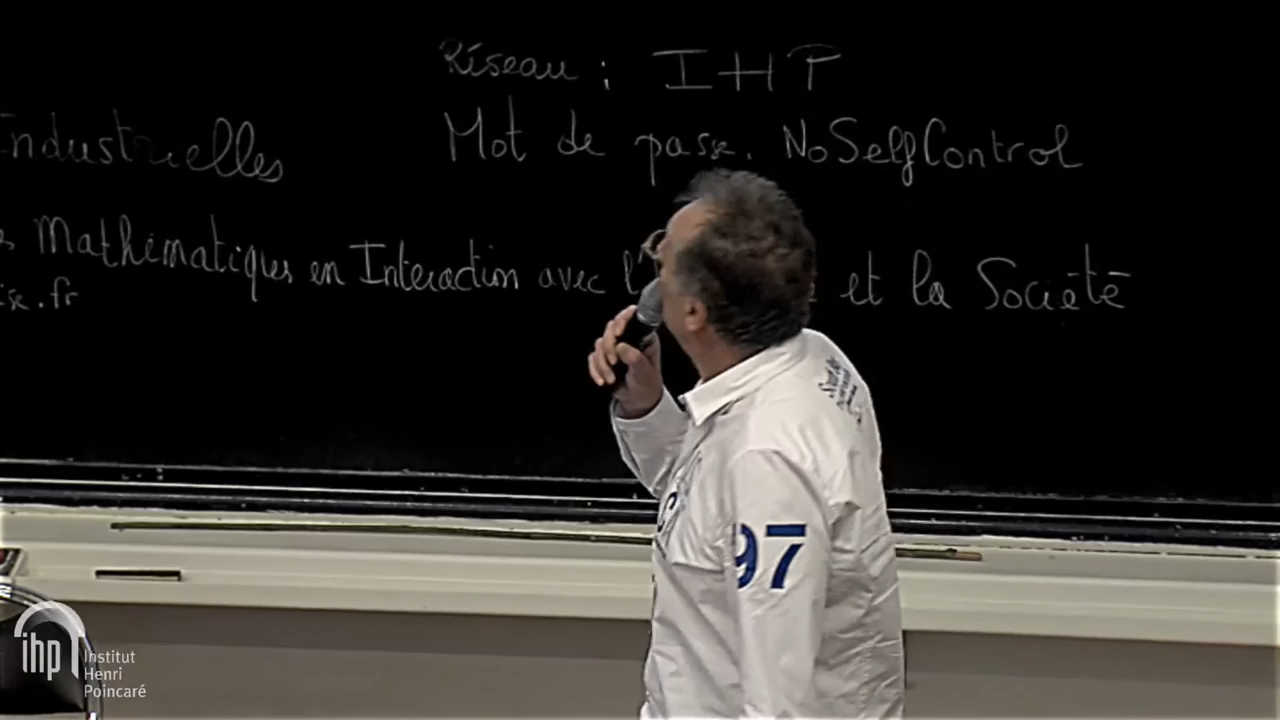 Réseau : IHP
Mot de passe. NoSelfControl
Industrielles
Mathématiques en Interaction avec l' et la Société
ise.fr
97
ihp
Institut
Henri
Poincaré